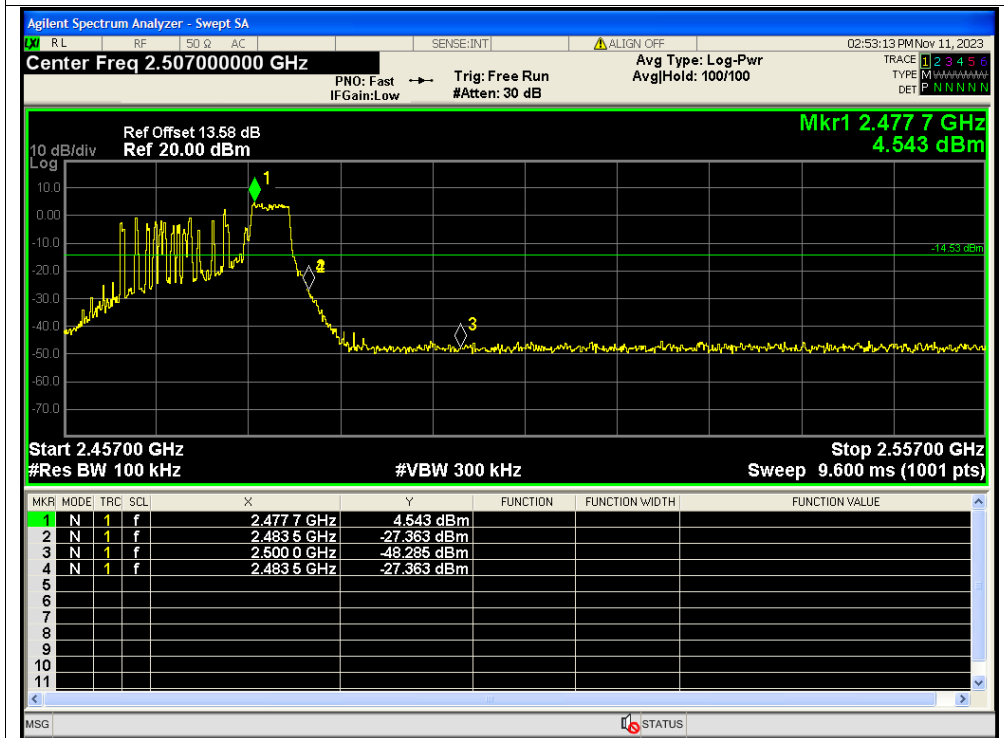 Agilent Spectrum Analyzer - Swept SA
LXI RL RF 50 Ω AC SENSE:INT ALIGN OFF 02:53:13 PM Nov 11, 2023
Center Freq 2.507000000 GHz
PNO: Fast
IFGain:Low
Trig: Free Run
#Atten: 30 dB
Avg Type: Log-Pwr
Avg|Hold: 100/100
TRACE 1 2 3 4 5 6
TYPE M
DET P N N N N N
Mkr1 2.477 7 GHz
4.543 dBm
Ref Offset 13.58 dB
10 dB/div Ref 20.00 dBm
Log
10.0
0.00
-10.0
-20.0
-30.0
-40.0
-50.0
-60.0
-70.0
1
2
3
-14.53 dBm
Start 2.45700 GHz Stop 2.55700 GHz
#Res BW 100 kHz #VBW 300 kHz Sweep 9.600 ms (1001 pts)
MKR MODE TRC SCL X Y FUNCTION FUNCTION WIDTH FUNCTION VALUE
1 N 1 f 2.477 7 GHz 4.543 dBm
2 N 1 f 2.483 5 GHz -27.363 dBm
3 N 1 f 2.500 0 GHz -48.285 dBm
4 N 1 f 2.483 5 GHz -27.363 dBm
5
6
7
8
9
10
11
MSG STATUS